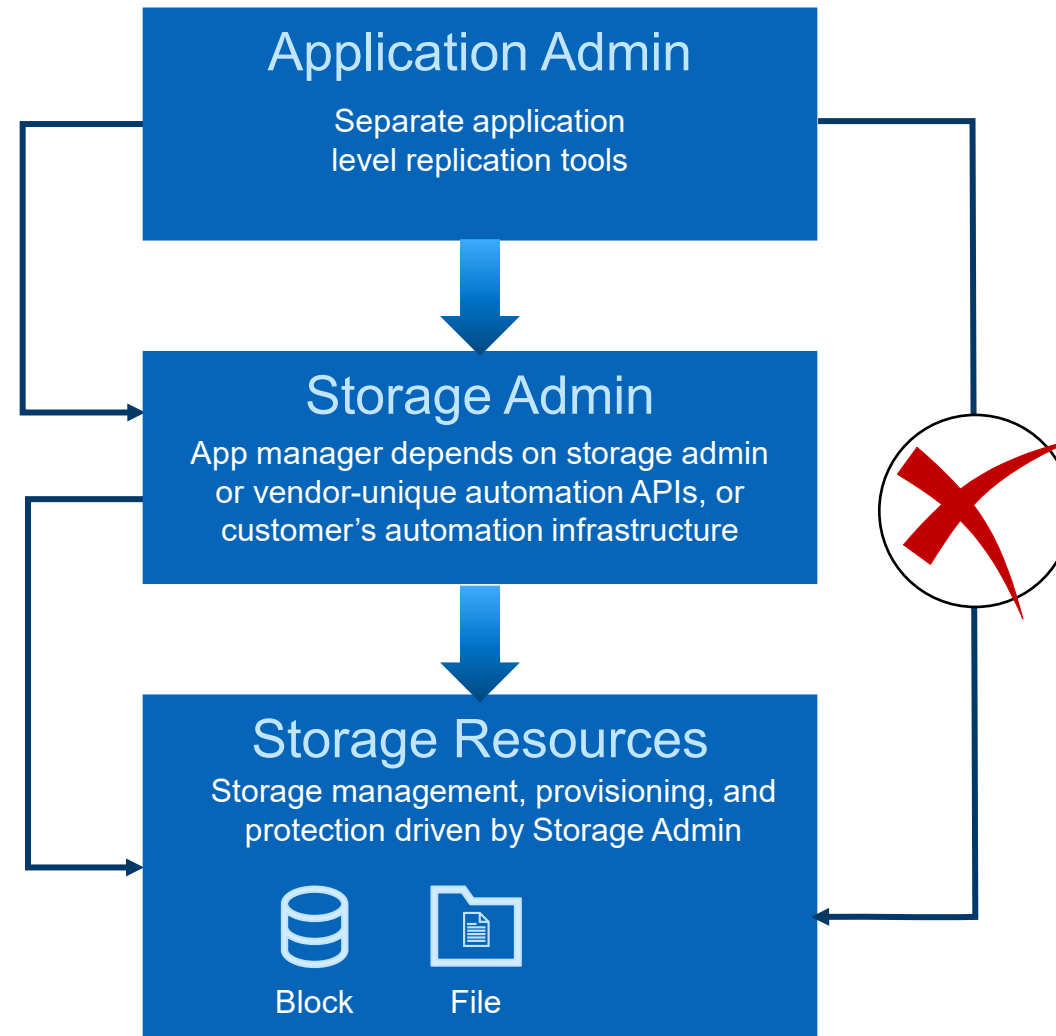 Application Admin
Separate application
level replication tools
Storage Admin
App manager depends on storage admin
or vendor-unique automation APIs, or
customer’s automation infrastructure
Storage Resources
Storage management, provisioning, and
protection driven by Storage Admin
Block
File